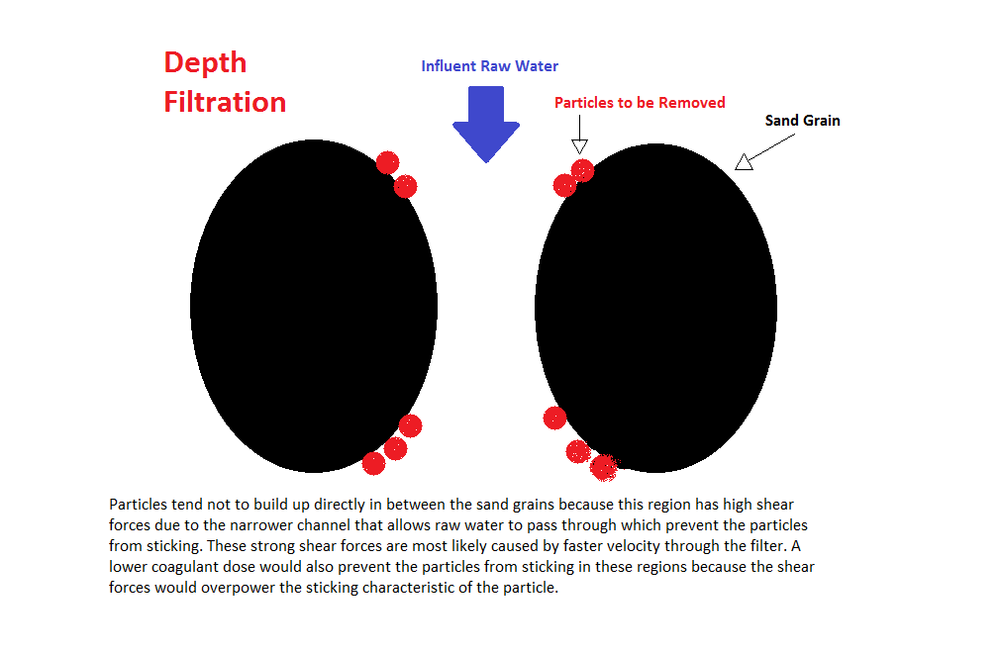 Depth
Filtration
Influent Raw Water
Particles to be Removed
Sand Grain
Particles tend not to build up directly in between the sand grains because this region has high shear
forces due to the narrower channel that allows raw water to pass through which prevent the particles
from sticking. These strong shear forces are most likely caused by faster velocity through the filter. A
lower coagulant dose would also prevent the particles from sticking in these regions because the shear
forces would overpower the sticking characteristic of the particle.